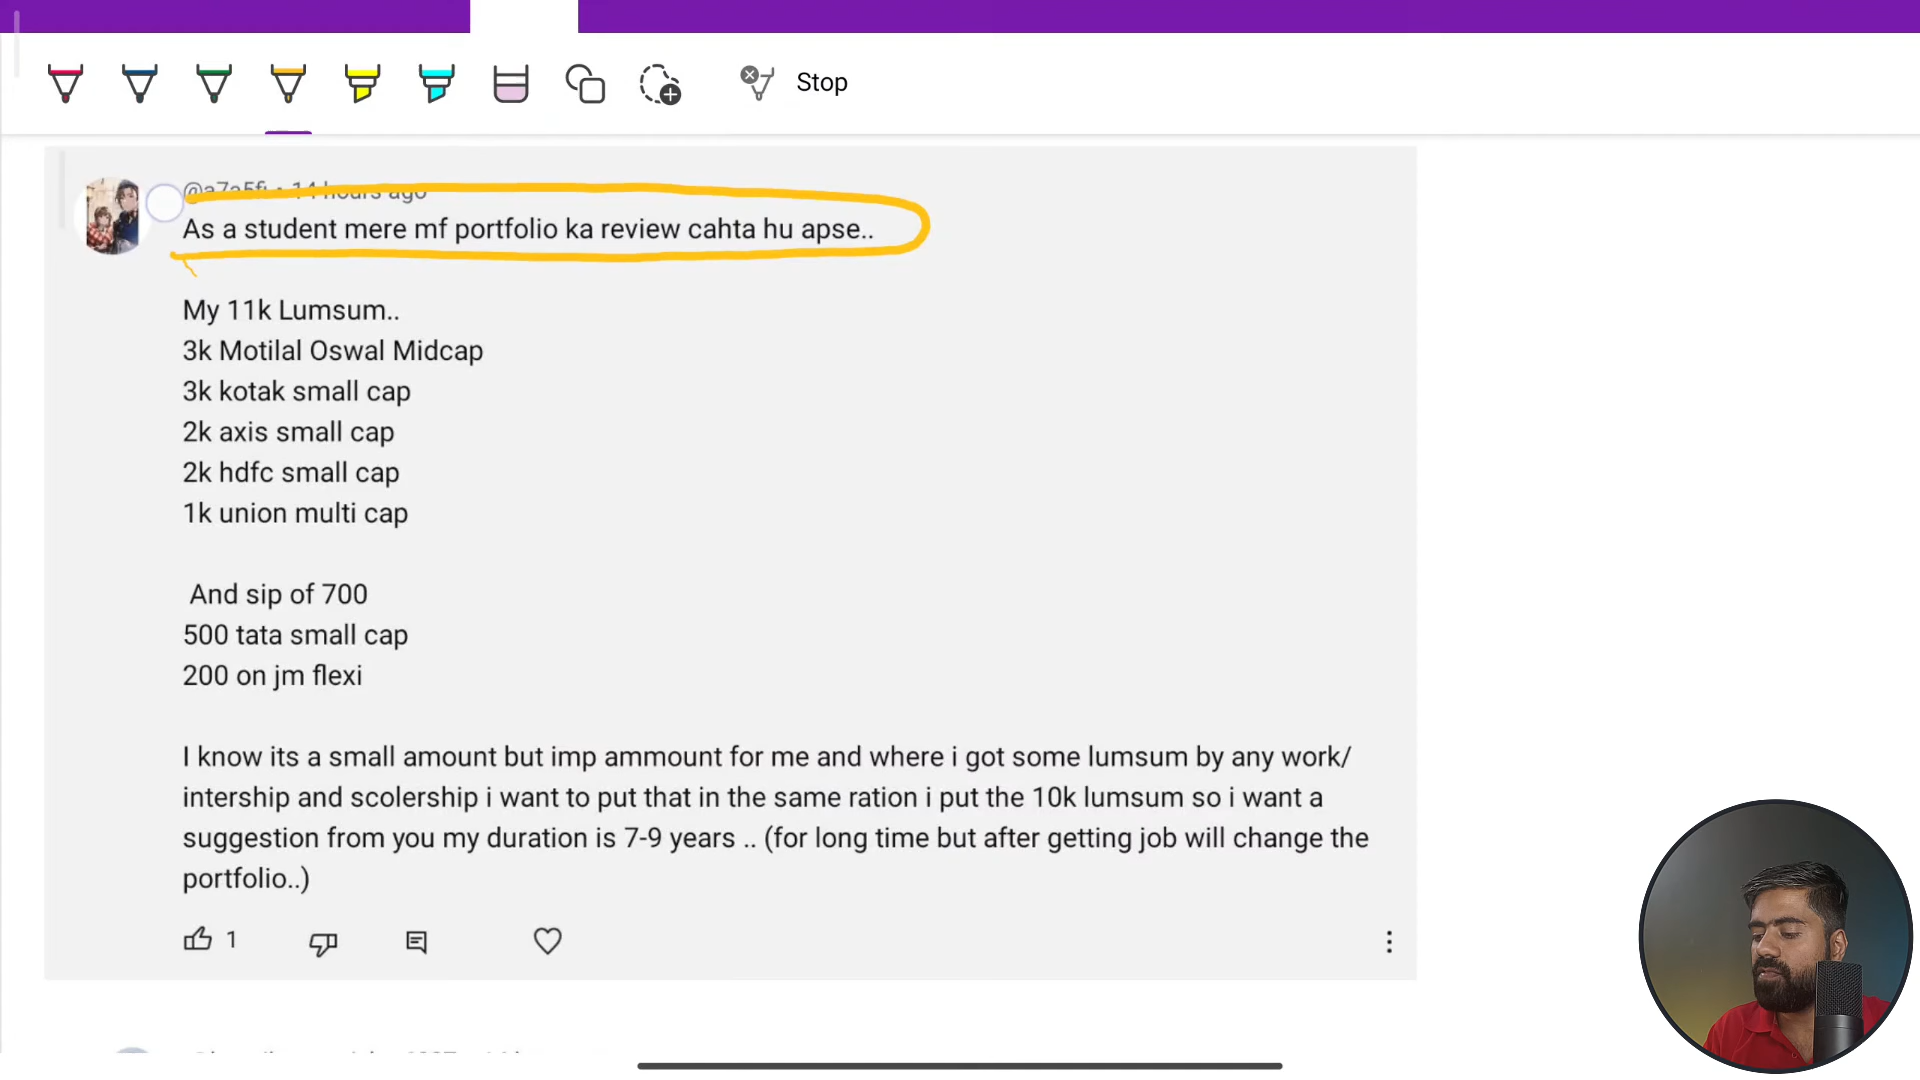 Stop
As a student mere mf portfolio ka review cahta hu apse..
My 11k Lumsum..
3k Motilal Oswal Midcap
3k kotak small cap
2k axis small cap
2k hdfc small cap
1k union multi cap
And sip of 700
500 tata small cap
200 on jm flexi
I know its a small amount but imp ammount for me and where i got some lumsum by any work/
intership and scolership i want to put that in the same ration i put the 10k lumsum so i want a
suggestion from you my duration is 7-9 years .. (for long time but after getting job will change the
portfolio..)
1